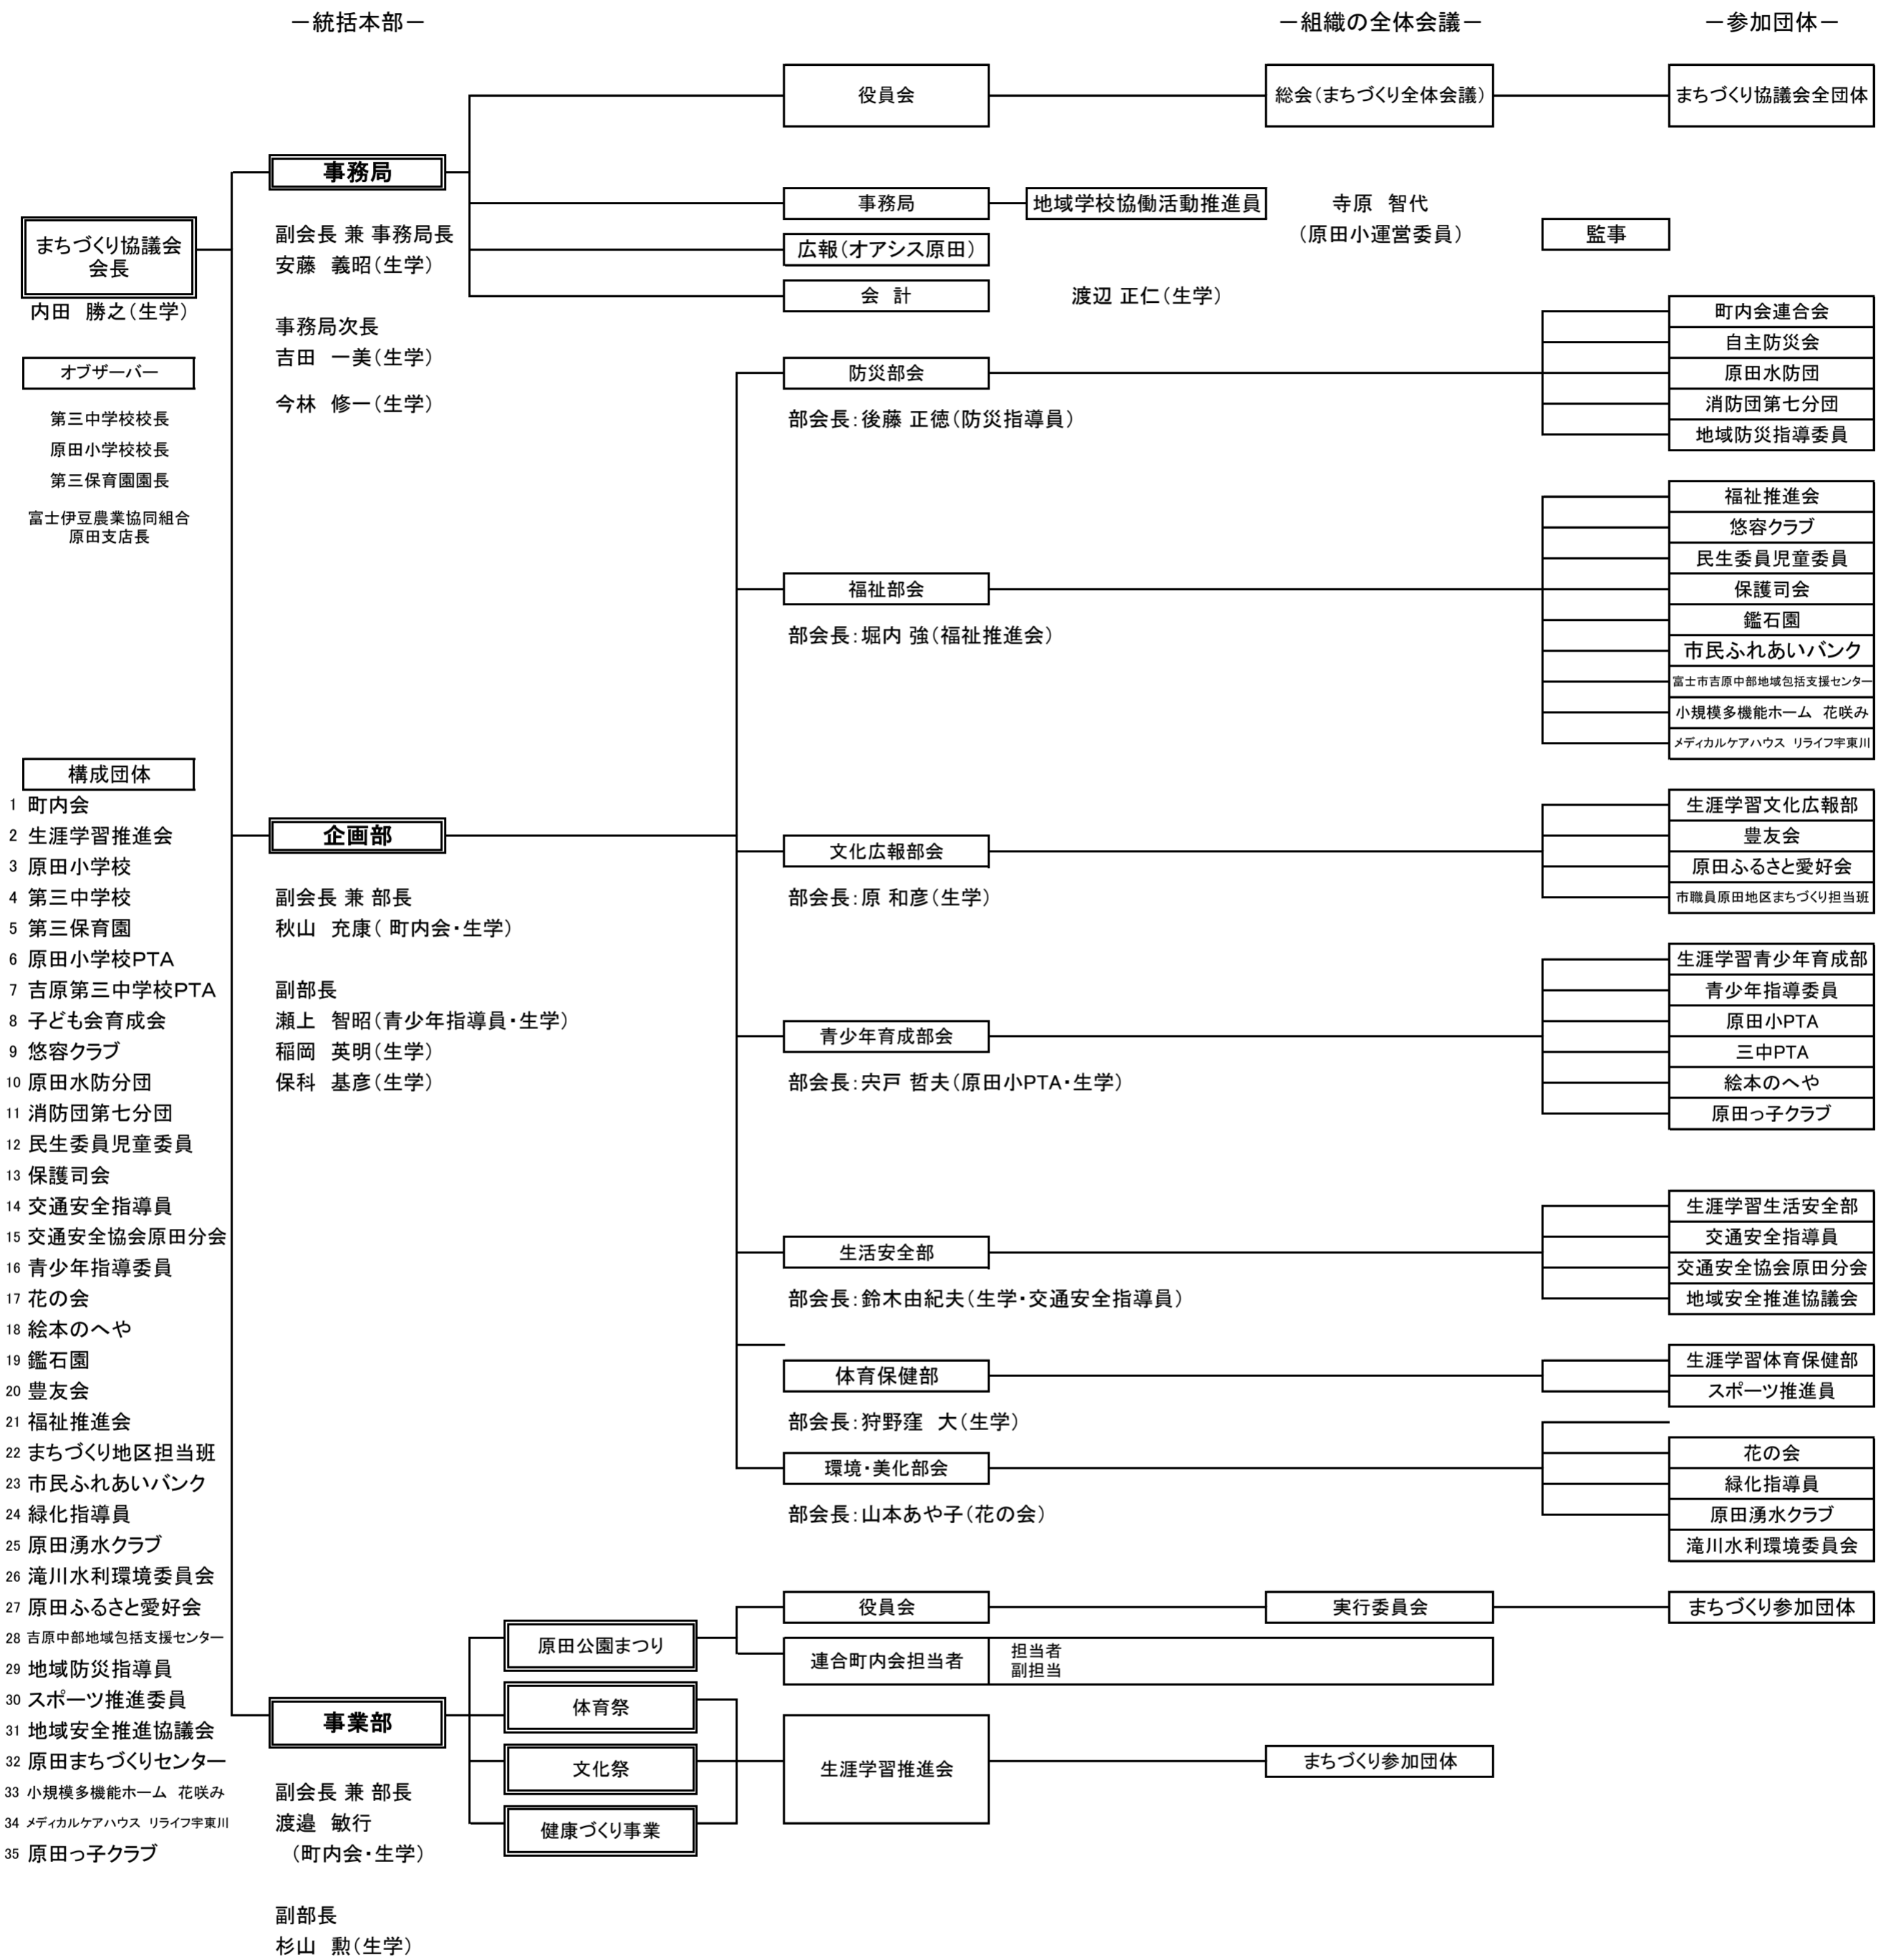 －統括本部－
－組織の全体会議－
－参加団体－
役員会
総会（まちづくり全体会議）
まちづくり協議会全団体
事務局
副会長 兼 事務局長
安藤　義昭（生学）
事務局次長
吉田　一美（生学）
今林　修一（生学）
まちづくり協議会
会長
内田　勝之（生学）
オブザーバー
第三中学校校長
原田小学校校長
第三保育園園長
富士伊豆農業協同組合
原田支店長
事務局
地域学校協働活動推進員
寺原　智代
（原田小運営委員）
監事
広報（オアシス原田）
会　計
渡辺 正仁（生学）
防災部会
部会長：後藤 正徳（防災指導員）
町内会連合会
自主防災会
原田水防団
消防団第七分団
地域防災指導委員
福祉部会
部会長：堀内 強（福祉推進会）
福祉推進会
悠容クラブ
民生委員児童委員
保護司会
鑑石園
市民ふれあいバンク
富士市吉原中部地域包括支援センター
小規模多機能ホーム　花咲み
メディカルケアハウス　リライフ宇東川
構成団体
1 町内会
2 生涯学習推進会
3 原田小学校
4 第三中学校
5 第三保育園
6 原田小学校PTA
7 吉原第三中学校PTA
8 子ども会育成会
9 悠容クラブ
10 原田水防分団
11 消防団第七分団
12 民生委員児童委員
13 保護司会
14 交通安全指導員
15 交通安全協会原田分会
16 青少年指導委員
17 花の会
18 絵本のへや
19 鑑石園
20 豊友会
21 福祉推進会
22 まちづくり地区担当班
23 市民ふれあいバンク
24 緑化指導員
25 原田湧水クラブ
26 滝川水利環境委員会
27 原田ふるさと愛好会
28 吉原中部地域包括支援センター
29 地域防災指導員
30 スポーツ推進委員
31 地域安全推進協議会
32 原田まちづくりセンター
33 小規模多機能ホーム　花咲み
34 メディカルケアハウス　リライフ宇東川
35 原田っ子クラブ
企画部
副会長 兼 部長
秋山　充康（ 町内会・生学）
副部長
瀬上　智昭（青少年指導員・生学）
稲岡　英明（生学）
保科　基彦（生学）
文化広報部会
部会長：原 和彦（生学）
生涯学習文化広報部
豊友会
原田ふるさと愛好会
市職員原田地区まちづくり担当班
青少年育成部会
部会長：宍戸 哲夫（原田小PTA・生学）
生涯学習青少年育成部
青少年指導委員
原田小PTA
三中PTA
絵本のへや
原田っ子クラブ
生活安全部
部会長：鈴木由紀夫（生学・交通安全指導員）
生涯学習生活安全部
交通安全指導員
交通安全協会原田分会
地域安全推進協議会
体育保健部
部会長：狩野窪　大（生学）
生涯学習体育保健部
スポーツ推進員
環境・美化部会
部会長：山本あや子（花の会）
花の会
緑化指導員
原田湧水クラブ
滝川水利環境委員会
事業部
副会長 兼 部長
渡邉　敏行
（町内会・生学）
副部長
杉山　勲（生学）
原田公園まつり
体育祭
文化祭
健康づくり事業
役員会
実行委員会
まちづくり参加団体
連合町内会担当者
担当者
副担当
生涯学習推進会
まちづくり参加団体